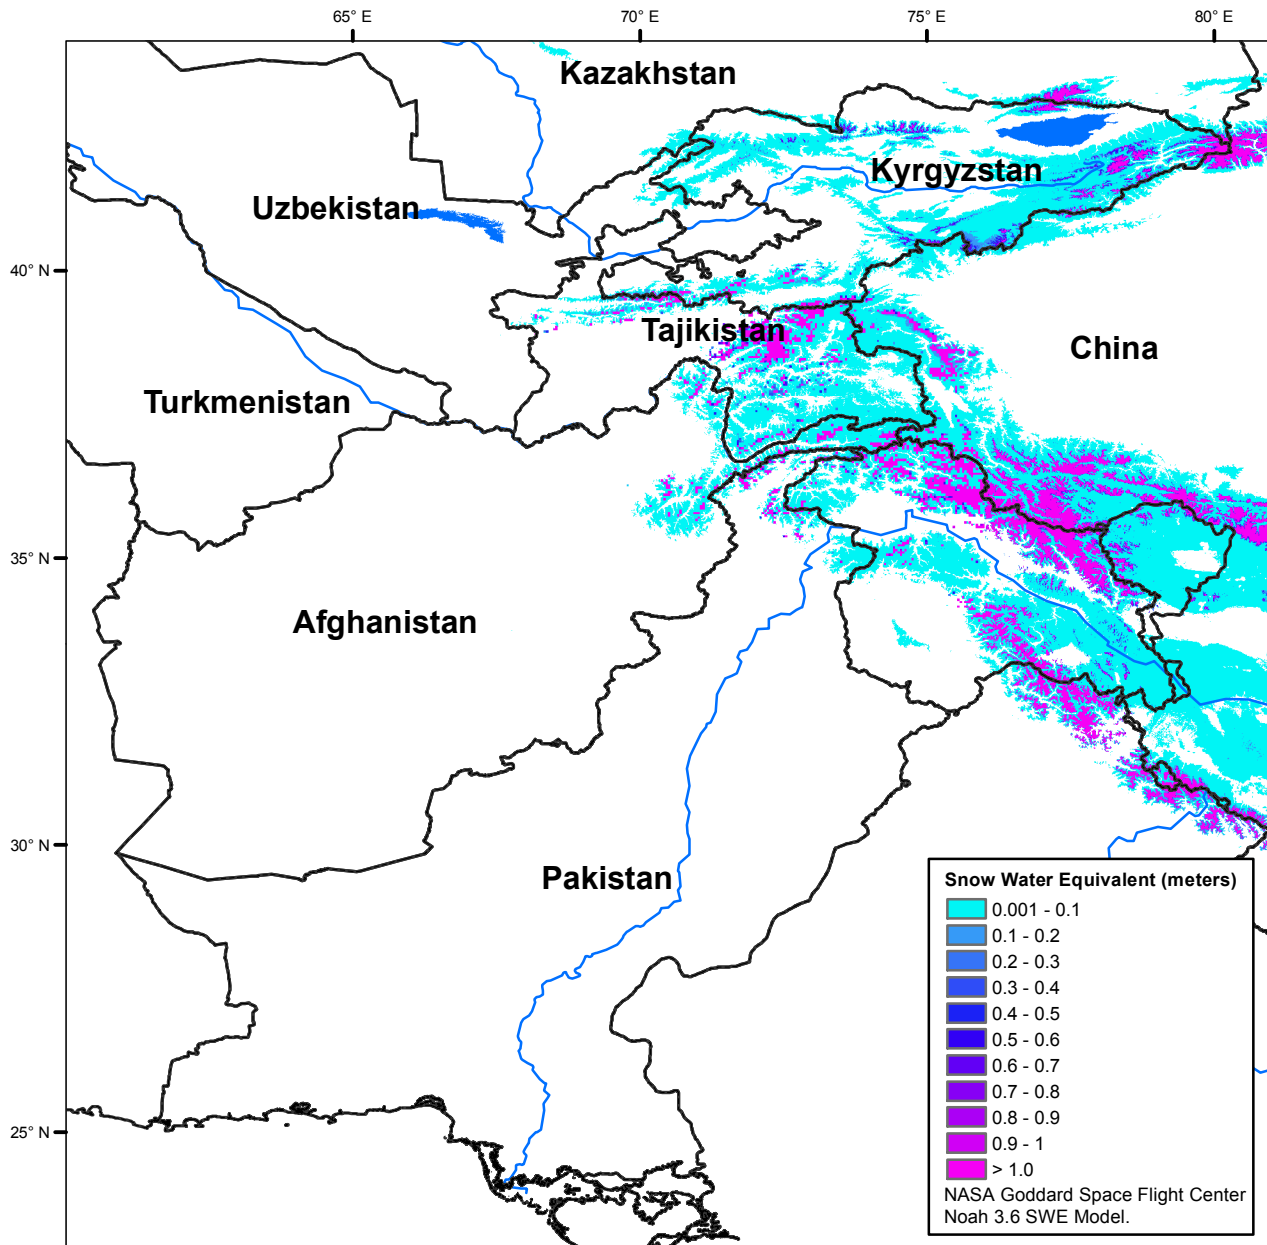 65° E
70° E
75° E
80° E
Kazakhstan
Kyrgyzstan
Uzbekistan
40° N
Tajikistan
China
Turkmenistan
35° N
Afghanistan
30° N
Pakistan
25° N
Snow Water Equivalent (meters)
0.001 - 0.1
0.1 - 0.2
0.2 - 0.3
0.3 - 0.4
0.4 - 0.5
0.5 - 0.6
0.6 - 0.7
0.7 - 0.8
0.8 - 0.9
0.9 - 1
> 1.0
NASA Goddard Space Flight Center
Noah 3.6 SWE Model.